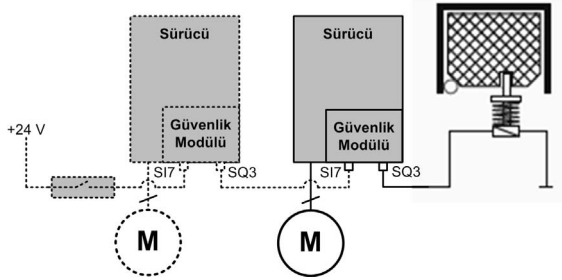 Sürücü
Sürücü
Güvenlik
Modülü
Güvenlik
Modülü
+24 V
SI7
SQ3
SI7
SQ3
M
M